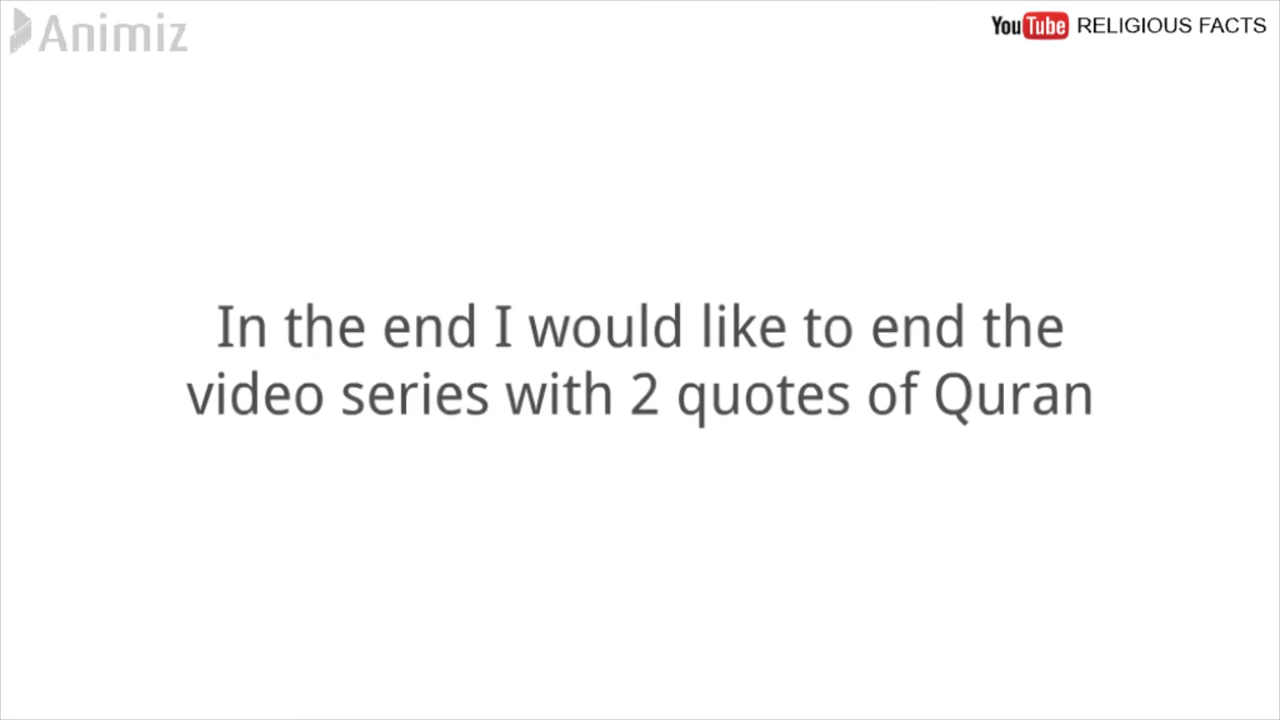 Animiz
YouTube RELIGIOUS FACTS
In the end I would like to end the
video series with 2 quotes of Quran